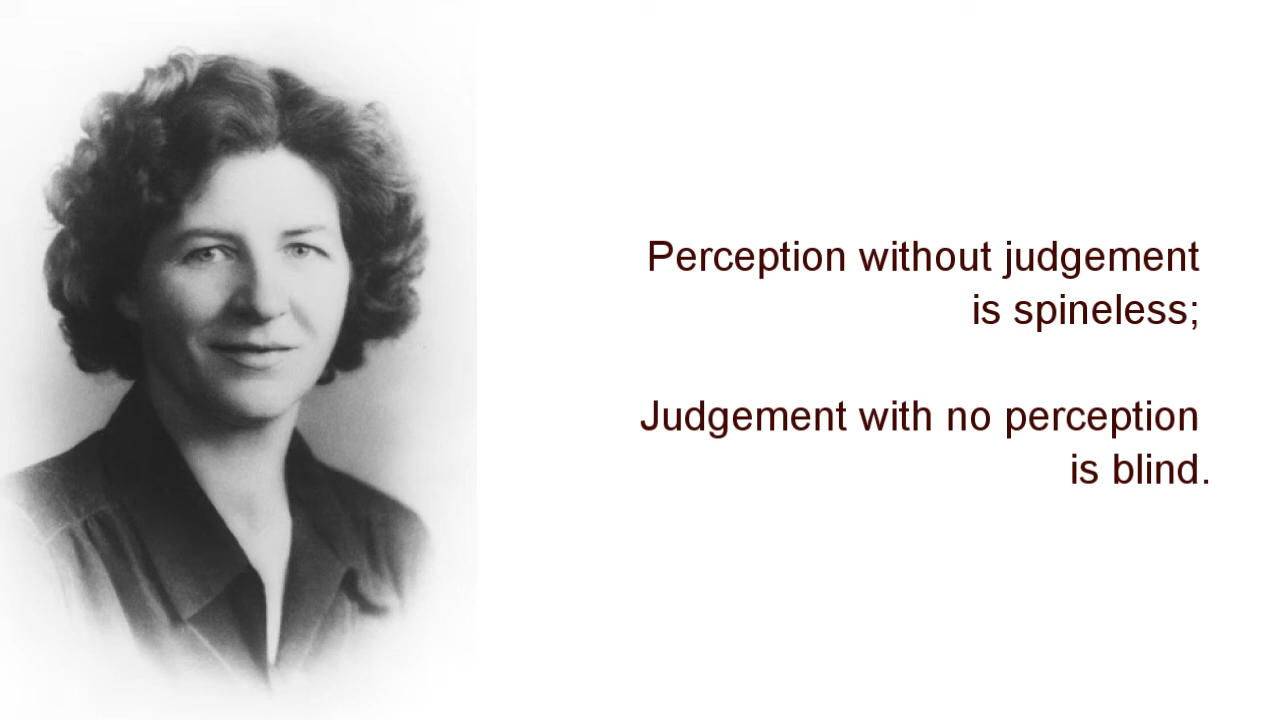 Perception without judgement
is spineless;
Judgement with no perception
is blind.